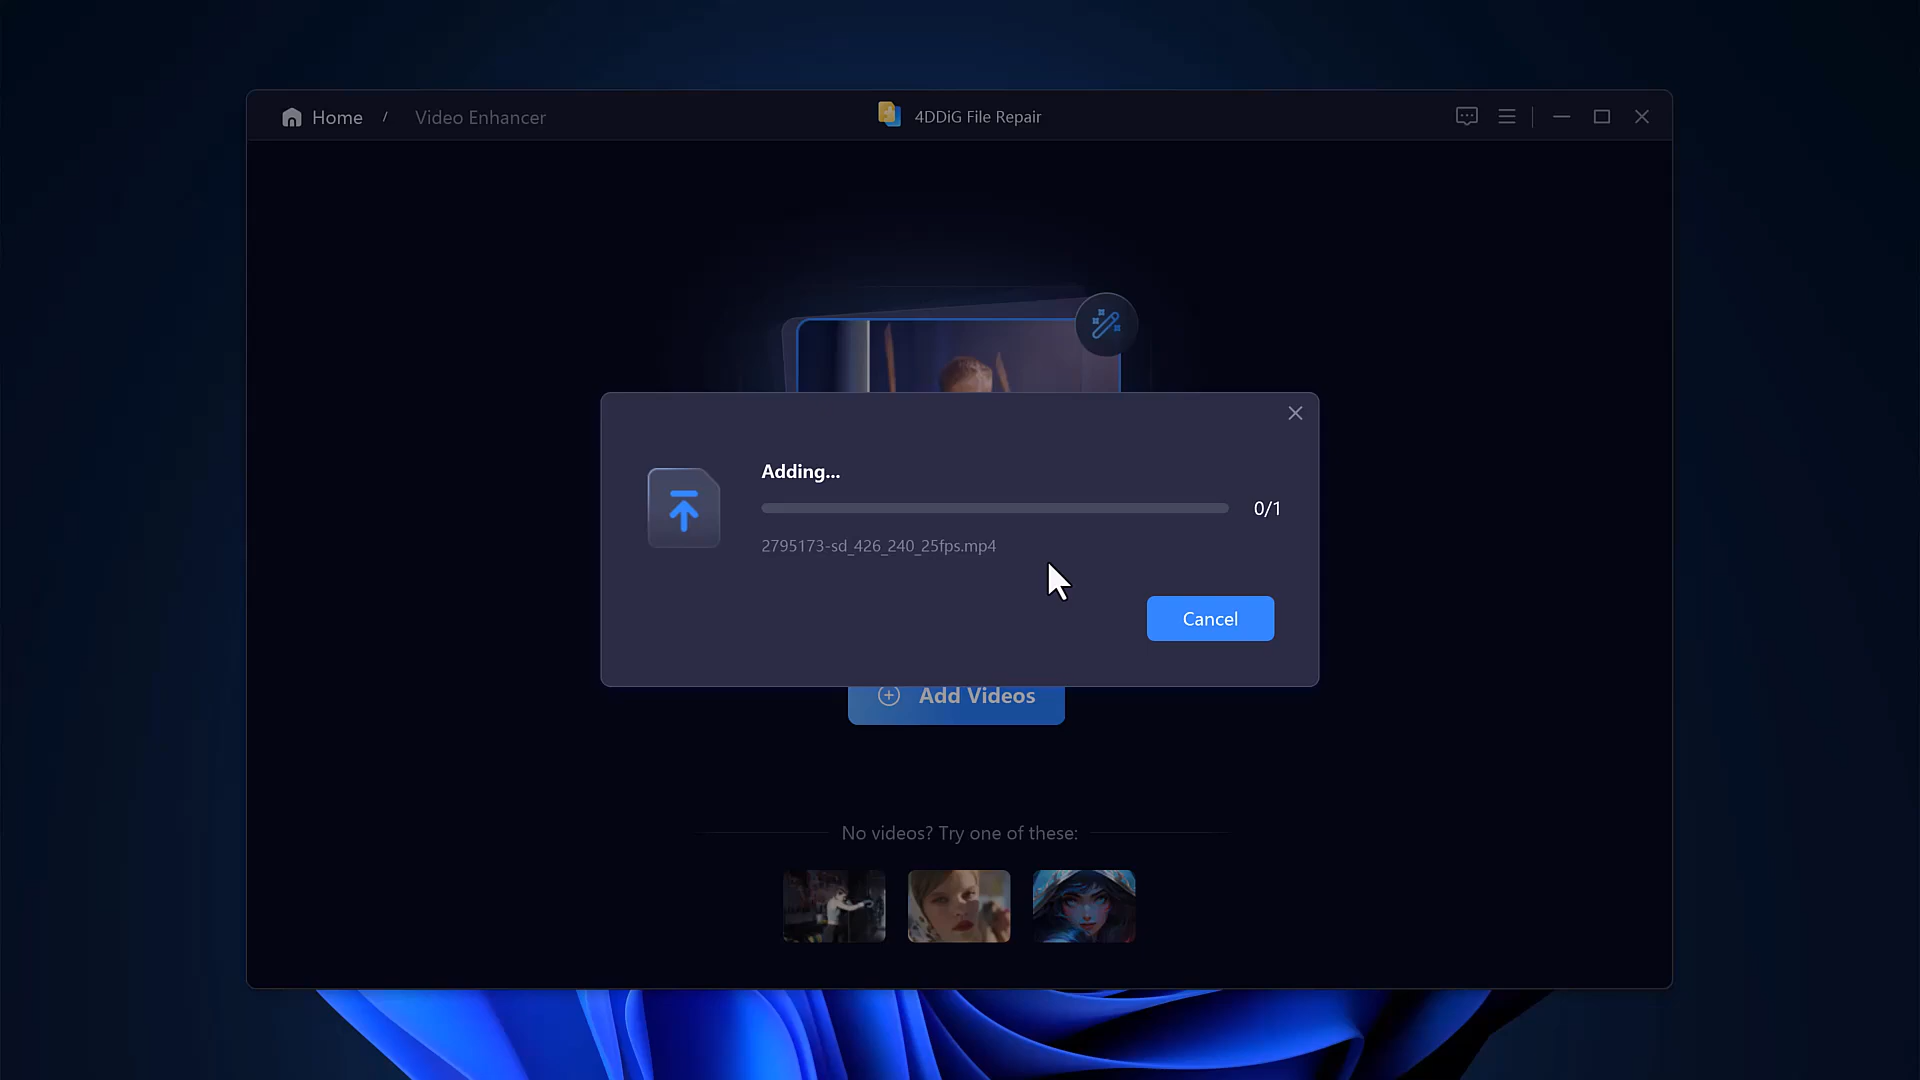 Home / Video Enhancer
4DDiG File Repair
Adding...
0/1
2795173-sd_426_240_25fps.mp4
Cancel
Add Videos
No videos? Try one of these: